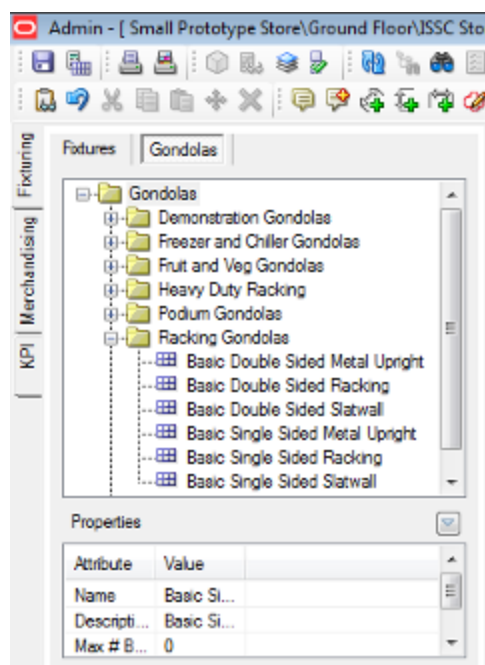 Admin - [ Small Prototype Store\Ground Floor\JSSC Sto
Fixturing
Merchandising
KPI
Fixtures
Gondolas
Gondolas
Demonstration Gondolas
Freezer and Chiller Gondolas
Fruit and Veg Gondolas
Heavy Duty Racking
Podium Gondolas
Racking Gondolas
Basic Double Sided Metal Upright
Basic Double Sided Racking
Basic Double Sided Slatwall
Basic Single Sided Metal Upright
Basic Single Sided Racking
Basic Single Sided Slatwall
Properties
Attribute Value
Name Basic Si...
Descripti... Basic Si...
Max # B... 0